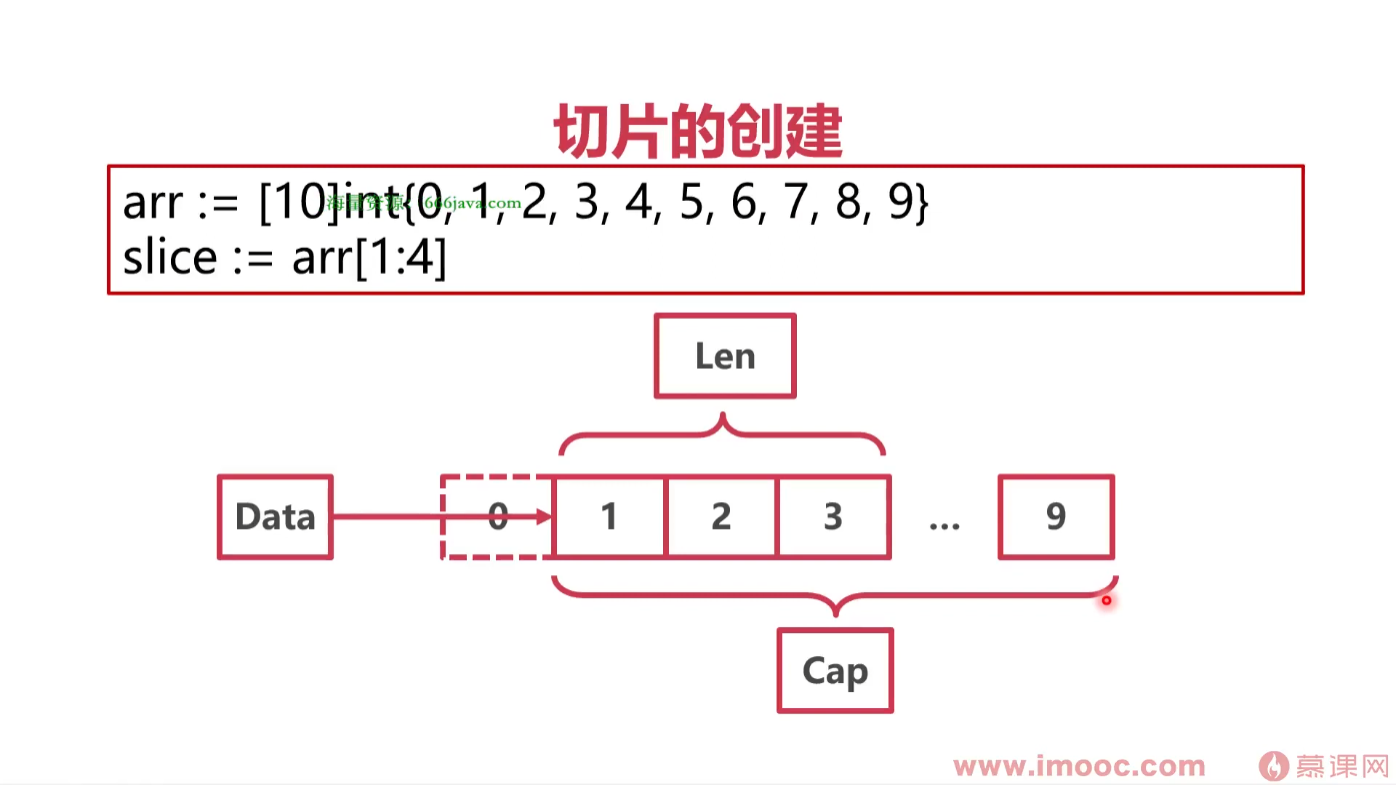 切片的创建
arr := [10]int{0, 1, 2, 3, 4, 5, 6, 7, 8, 9}
海量资源：666java.com
slice := arr[1:4]
Len
Data 0 1 2 3 ... 9
Cap
www.imooc.com 慕课网